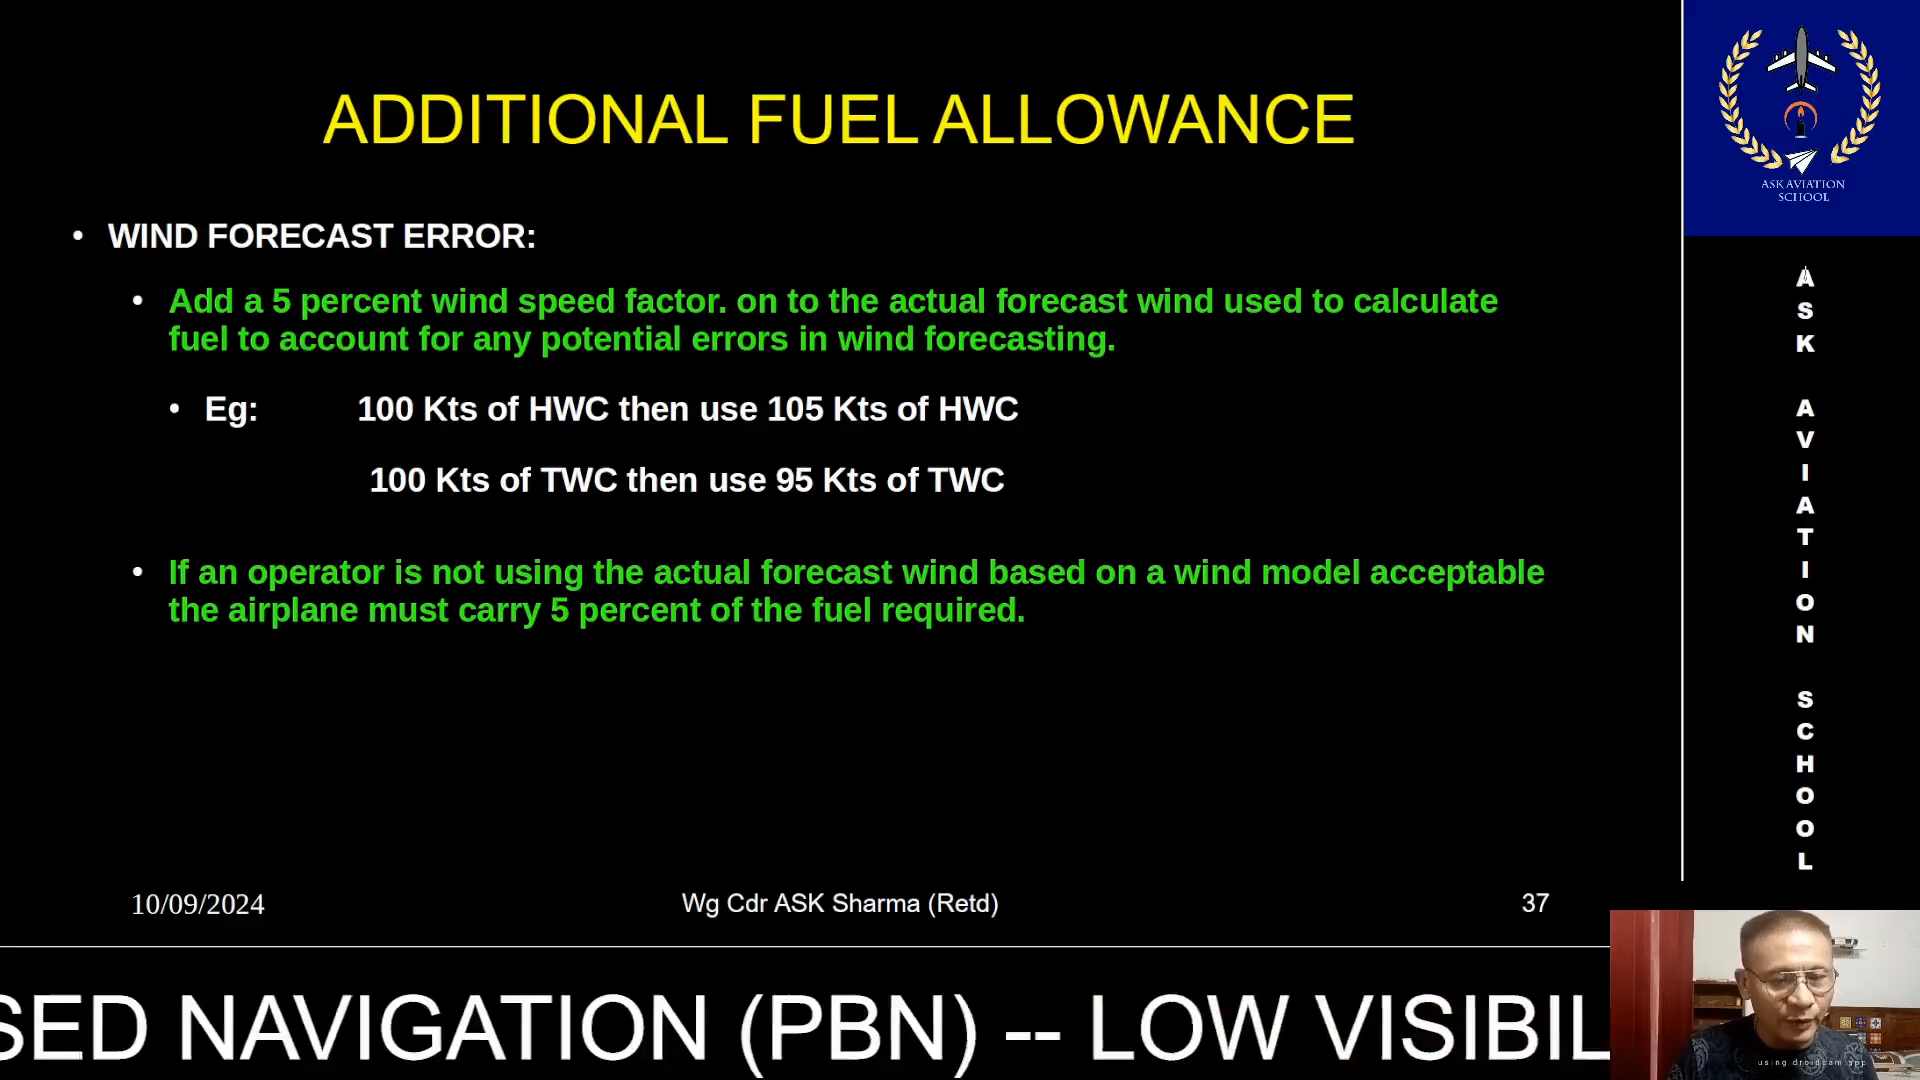 ADDITIONAL FUEL ALLOWANCE
• WIND FORECAST ERROR:
• Add a 5 percent wind speed factor. on to the actual forecast wind used to calculate
fuel to account for any potential errors in wind forecasting.
• Eg: 100 Kts of HWC then use 105 Kts of HWC
100 Kts of TWC then use 95 Kts of TWC
• If an operator is not using the actual forecast wind based on a wind model acceptable
the airplane must carry 5 percent of the fuel required.
10/09/2024 Wg Cdr ASK Sharma (Retd) 37
SED NAVIGATION (PBN) -- LOW VISIBIL
ASK AVIATION
SCHOOL
A
S
K
A
V
I
A
T
I
O
N
S
C
H
O
O
L
using droidcam app